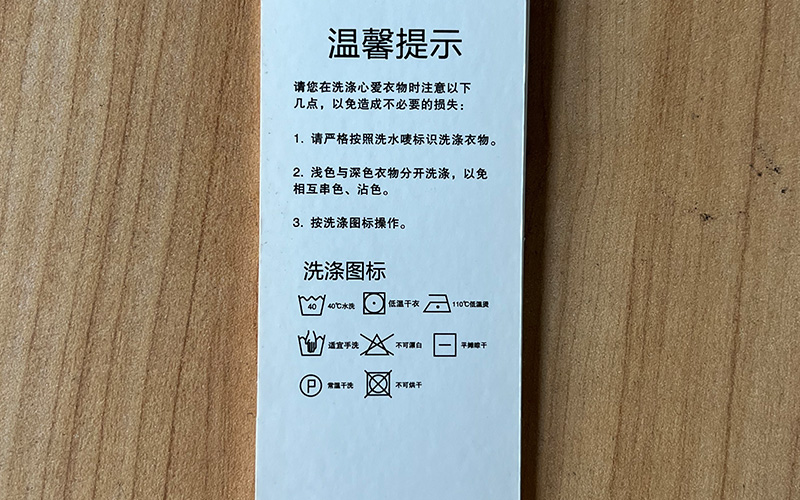 温馨提示
请您在洗涤心爱衣物时注意以下
几点，以免造成不必要的损失：
1. 请严格按照洗水唛标识洗涤衣物。
2. 浅色与深色衣物分开洗涤，以免
相互串色、沾色。
3. 按洗涤图标操作。
洗涤图标
40 40℃水洗 低温干衣 110℃低温熨
适宜手洗 不可漂白 平摊晾干
P 常温干洗 不可烘干